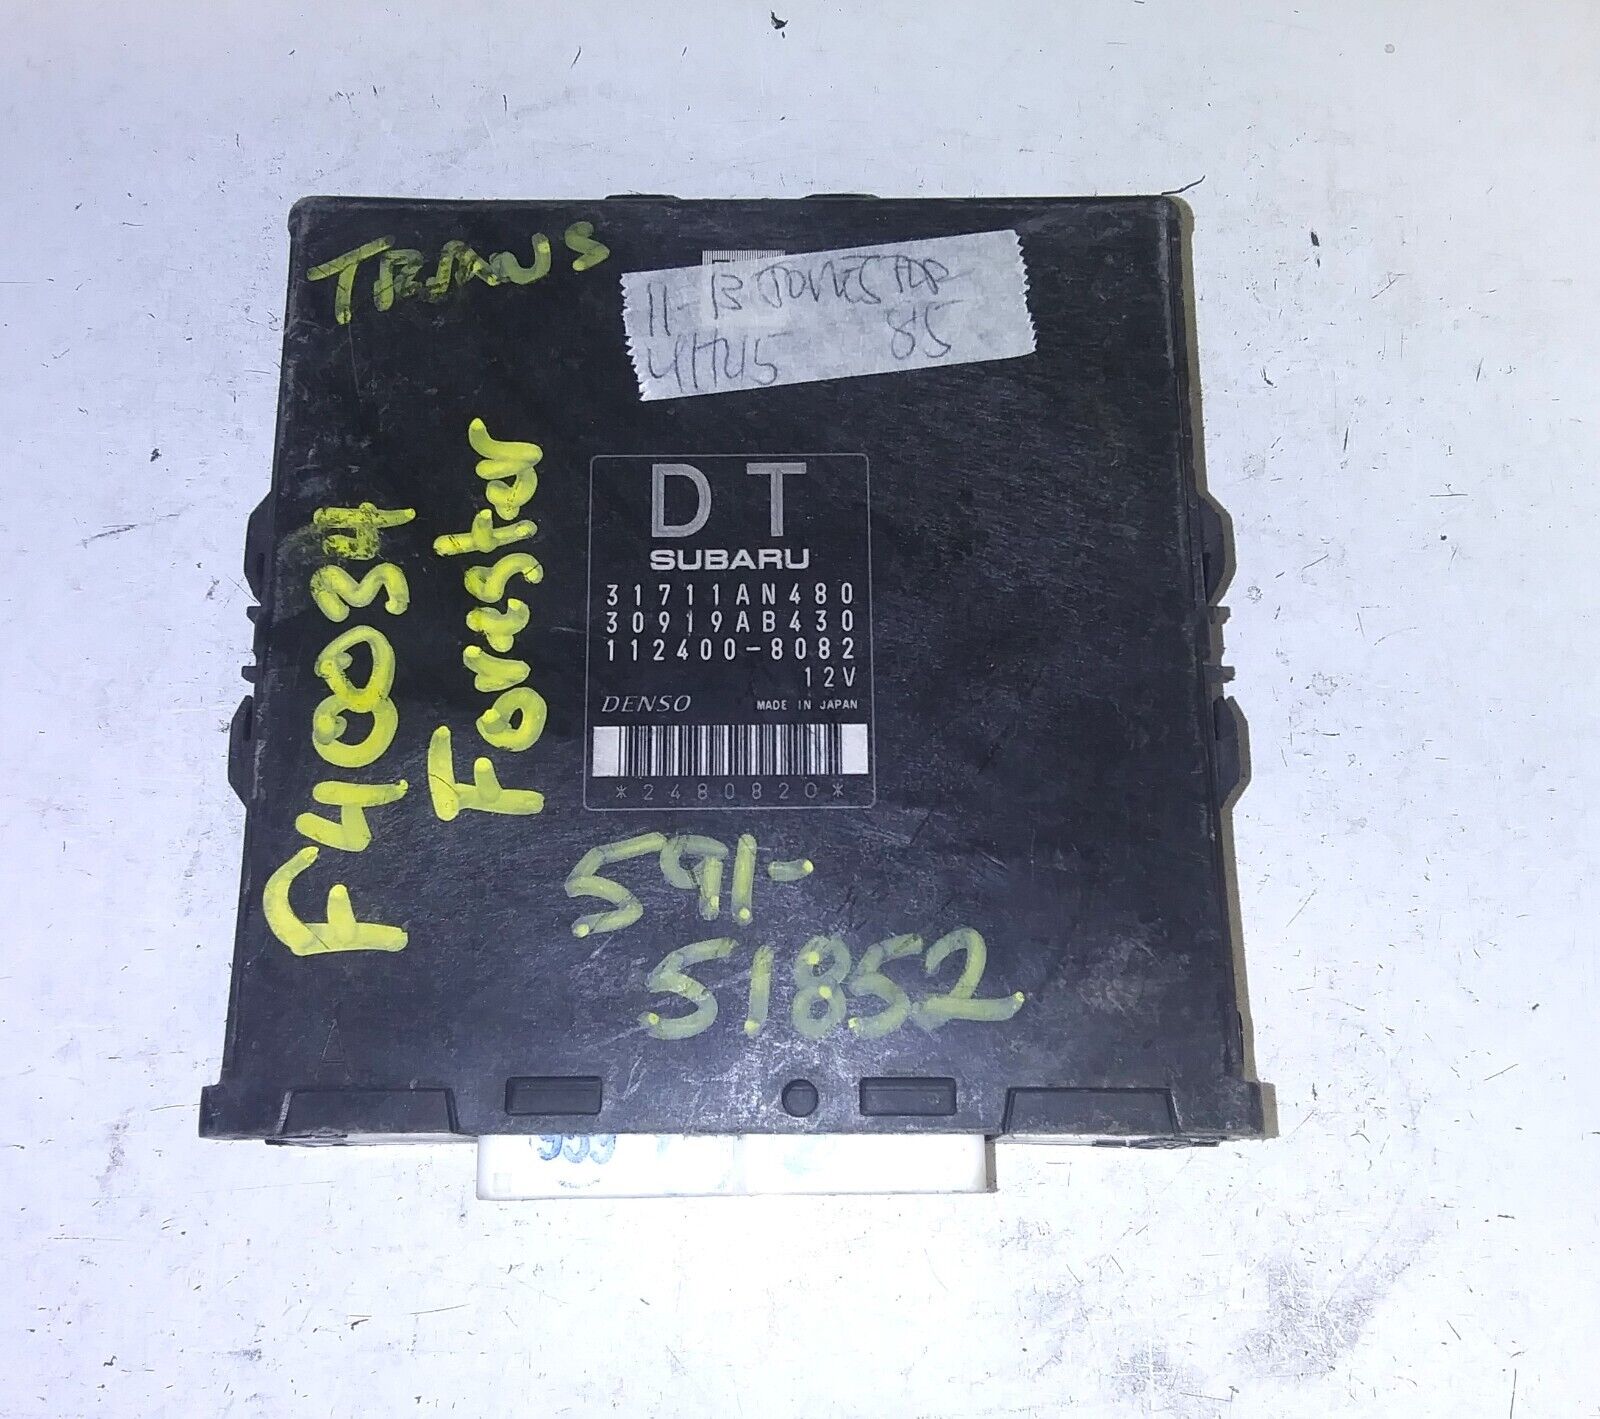 TRANS
11-13 FORESTER
41745 85
F40034
Forester
DT
SUBARU
31711AN480
30919AB430
112400-8082
12V
DENSO MADE IN JAPAN
*2480820*
591-
51852
A